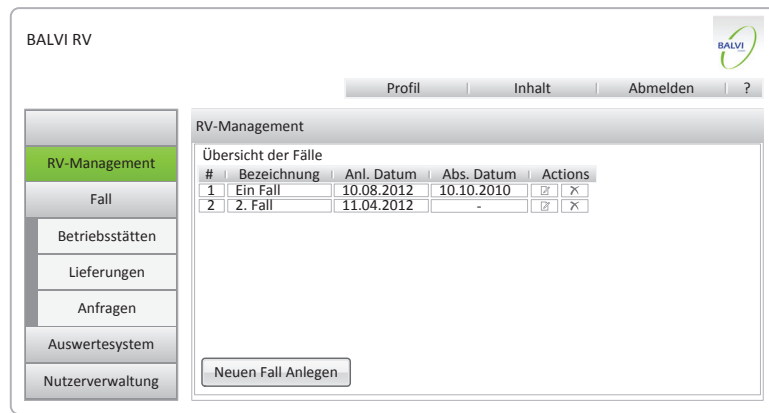 BALVI RV
BALVI
Profil Inhalt Abmelden ?
RV-Management
RV-Management
Fall
Betriebsstätten
Lieferungen
Anfragen
Auswertesystem
Nutzerverwaltung
Übersicht der Fälle
# Bezeichnung Anl. Datum Abs. Datum Actions
1 Ein Fall 10.08.2012 10.10.2010
2 2. Fall 11.04.2012 -
Neuen Fall Anlegen